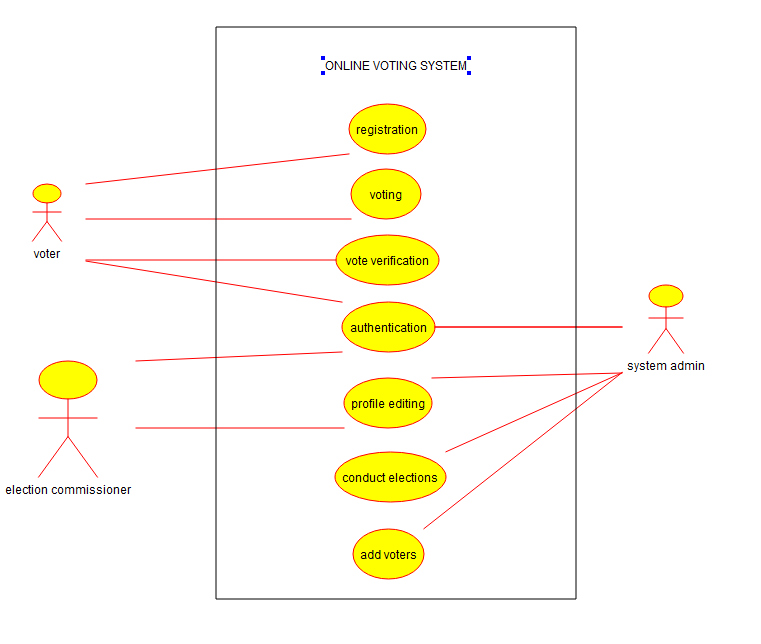 ONLINE VOTING SYSTEM
registration
voting
voter
vote verification
authentication
system admin
profile editing
conduct elections
election commissioner
add voters